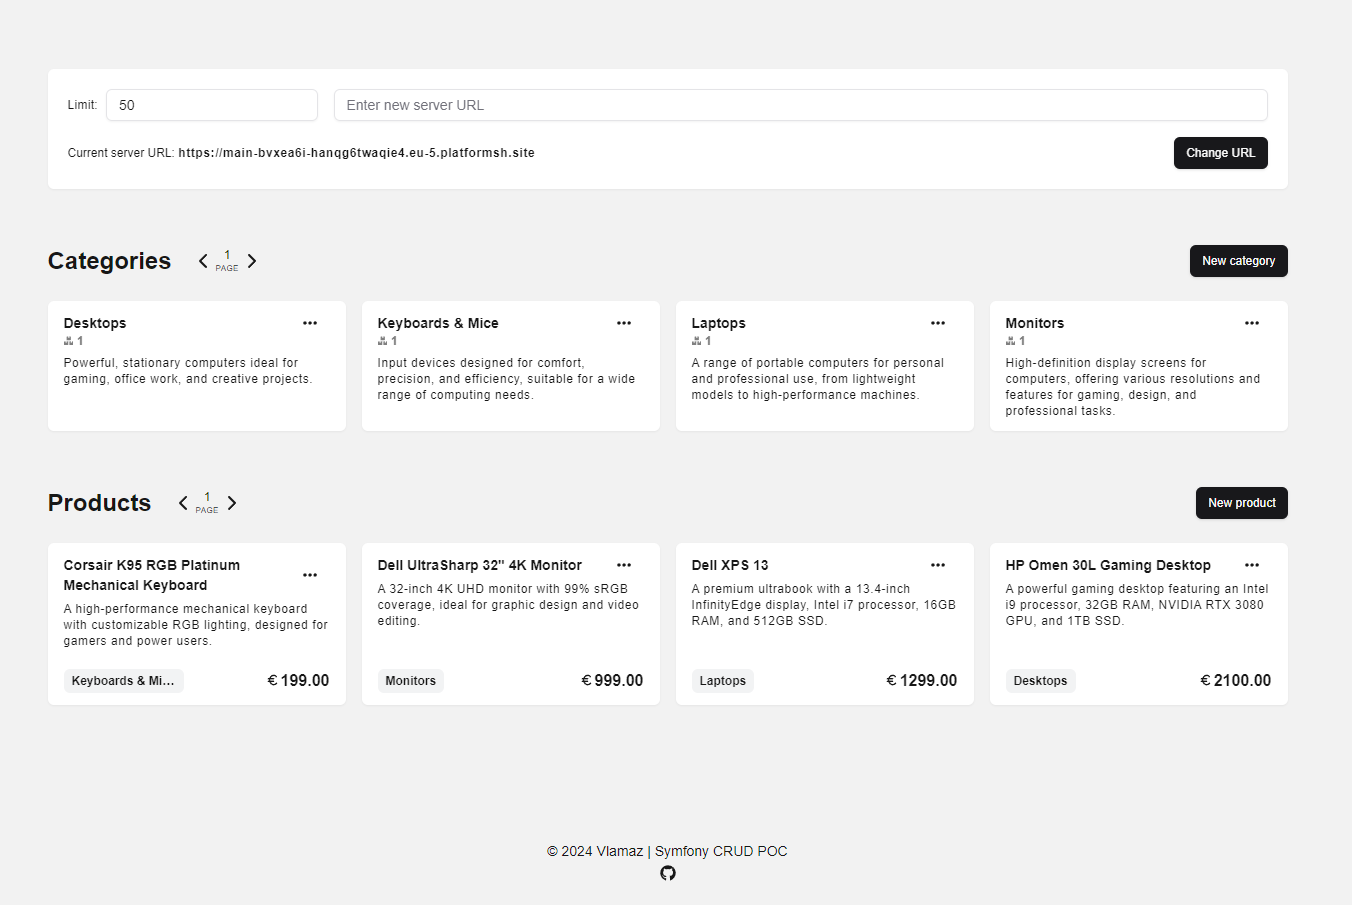 Limit: 50 Enter new server URL
Current server URL: https://main-bvxea6i-hanqg6twaqie4.eu-5.platformsh.site Change URL
Categories 1 PAGE New category
Desktops
1
Powerful, stationary computers ideal for
gaming, office work, and creative projects.
Keyboards & Mice
1
Input devices designed for comfort,
precision, and efficiency, suitable for a wide
range of computing needs.
Laptops
1
A range of portable computers for personal
and professional use, from lightweight
models to high-performance machines.
Monitors
1
High-definition display screens for
computers, offering various resolutions and
features for gaming, design, and
professional tasks.
Products 1 PAGE New product
Corsair K95 RGB Platinum
Mechanical Keyboard
A high-performance mechanical keyboard
with customizable RGB lighting, designed for
gamers and power users.
Keyboards & Mi... € 199.00
Dell UltraSharp 32" 4K Monitor
A 32-inch 4K UHD monitor with 99% sRGB
coverage, ideal for graphic design and video
editing.
Monitors € 999.00
Dell XPS 13
A premium ultrabook with a 13.4-inch
InfinityEdge display, Intel i7 processor, 16GB
RAM, and 512GB SSD.
Laptops € 1299.00
HP Omen 30L Gaming Desktop
A powerful gaming desktop featuring an Intel
i9 processor, 32GB RAM, NVIDIA RTX 3080
GPU, and 1TB SSD.
Desktops € 2100.00
© 2024 Vlamaz | Symfony CRUD POC